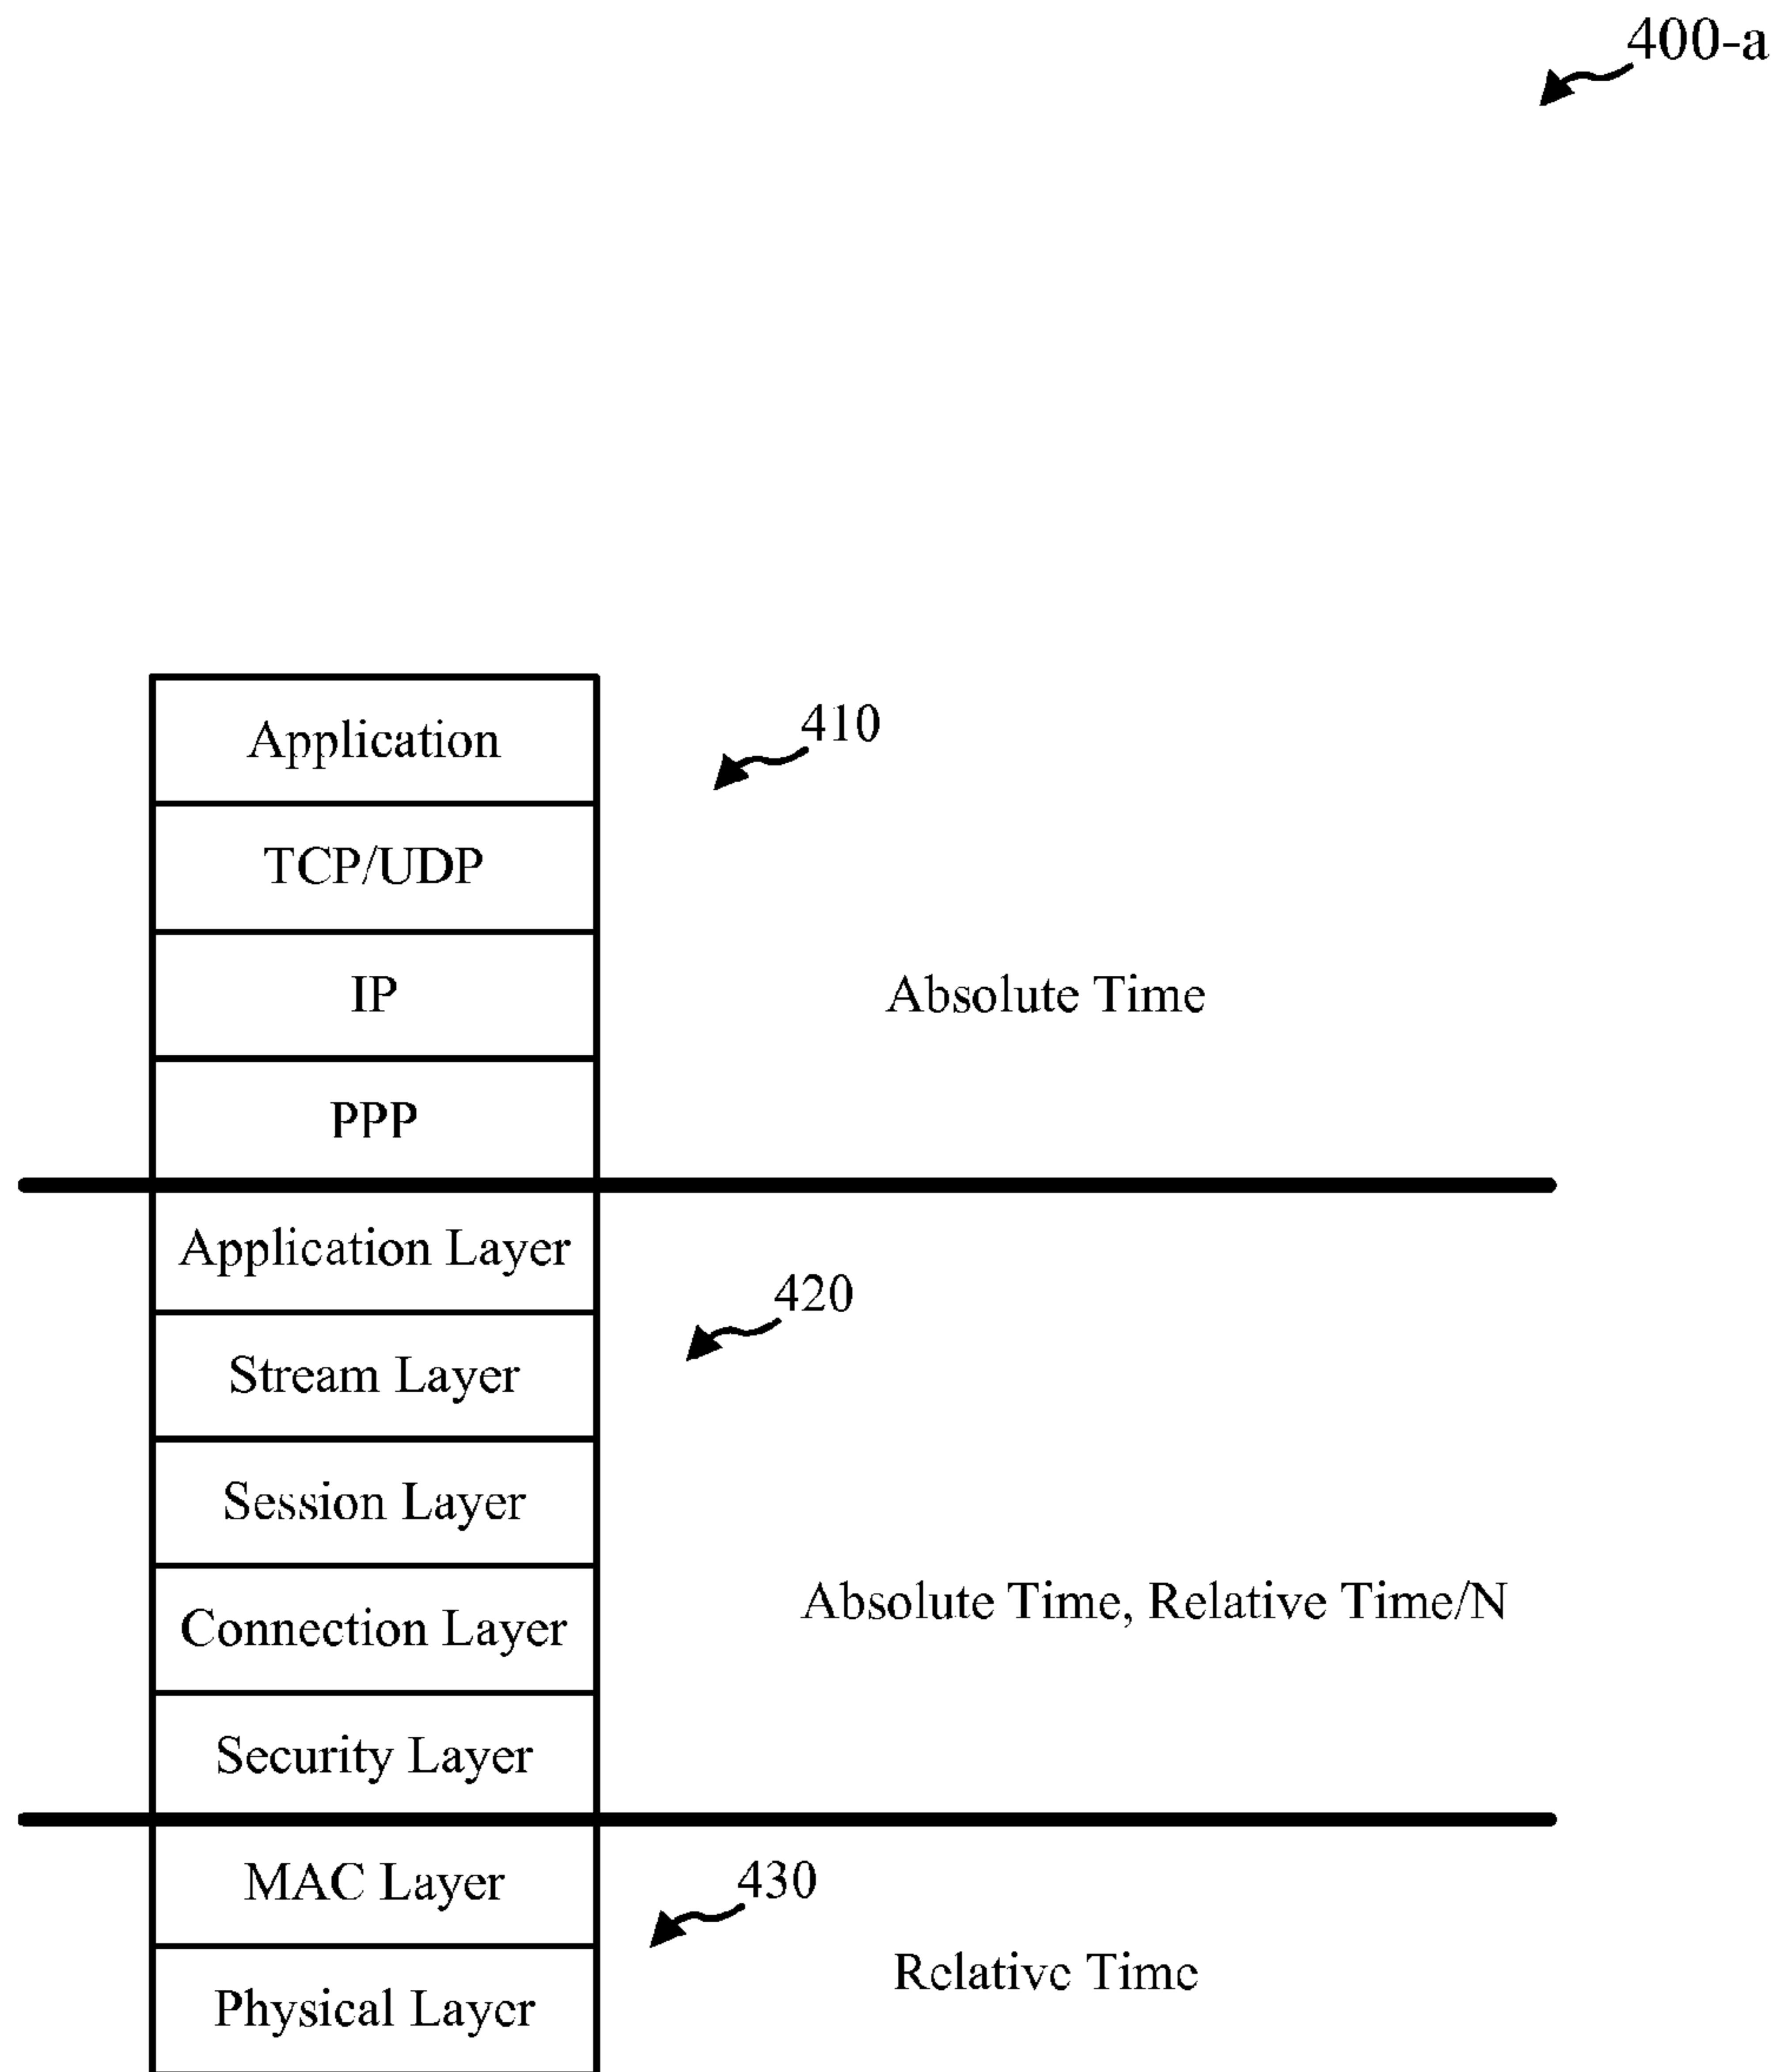 400-a
Application
410
TCP/UDP
IP
Absolute Time
PPP
Application Layer
420
Stream Layer
Session Layer
Connection Layer
Absolute Time, Relative Time/N
Security Layer
MAC Layer
430
Relative Time
Physical Layer